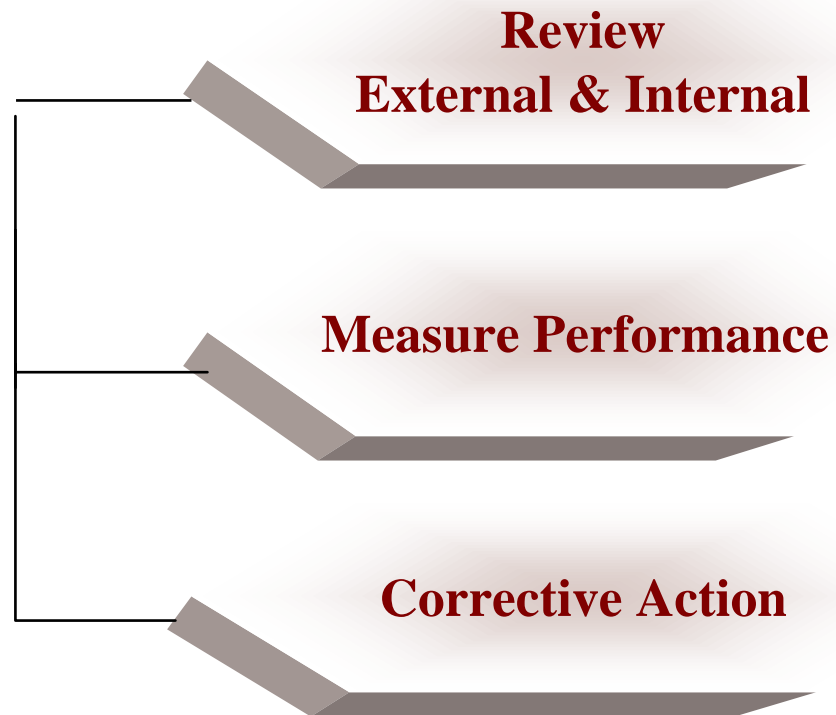 Review
External & Internal
Measure Performance
Corrective Action